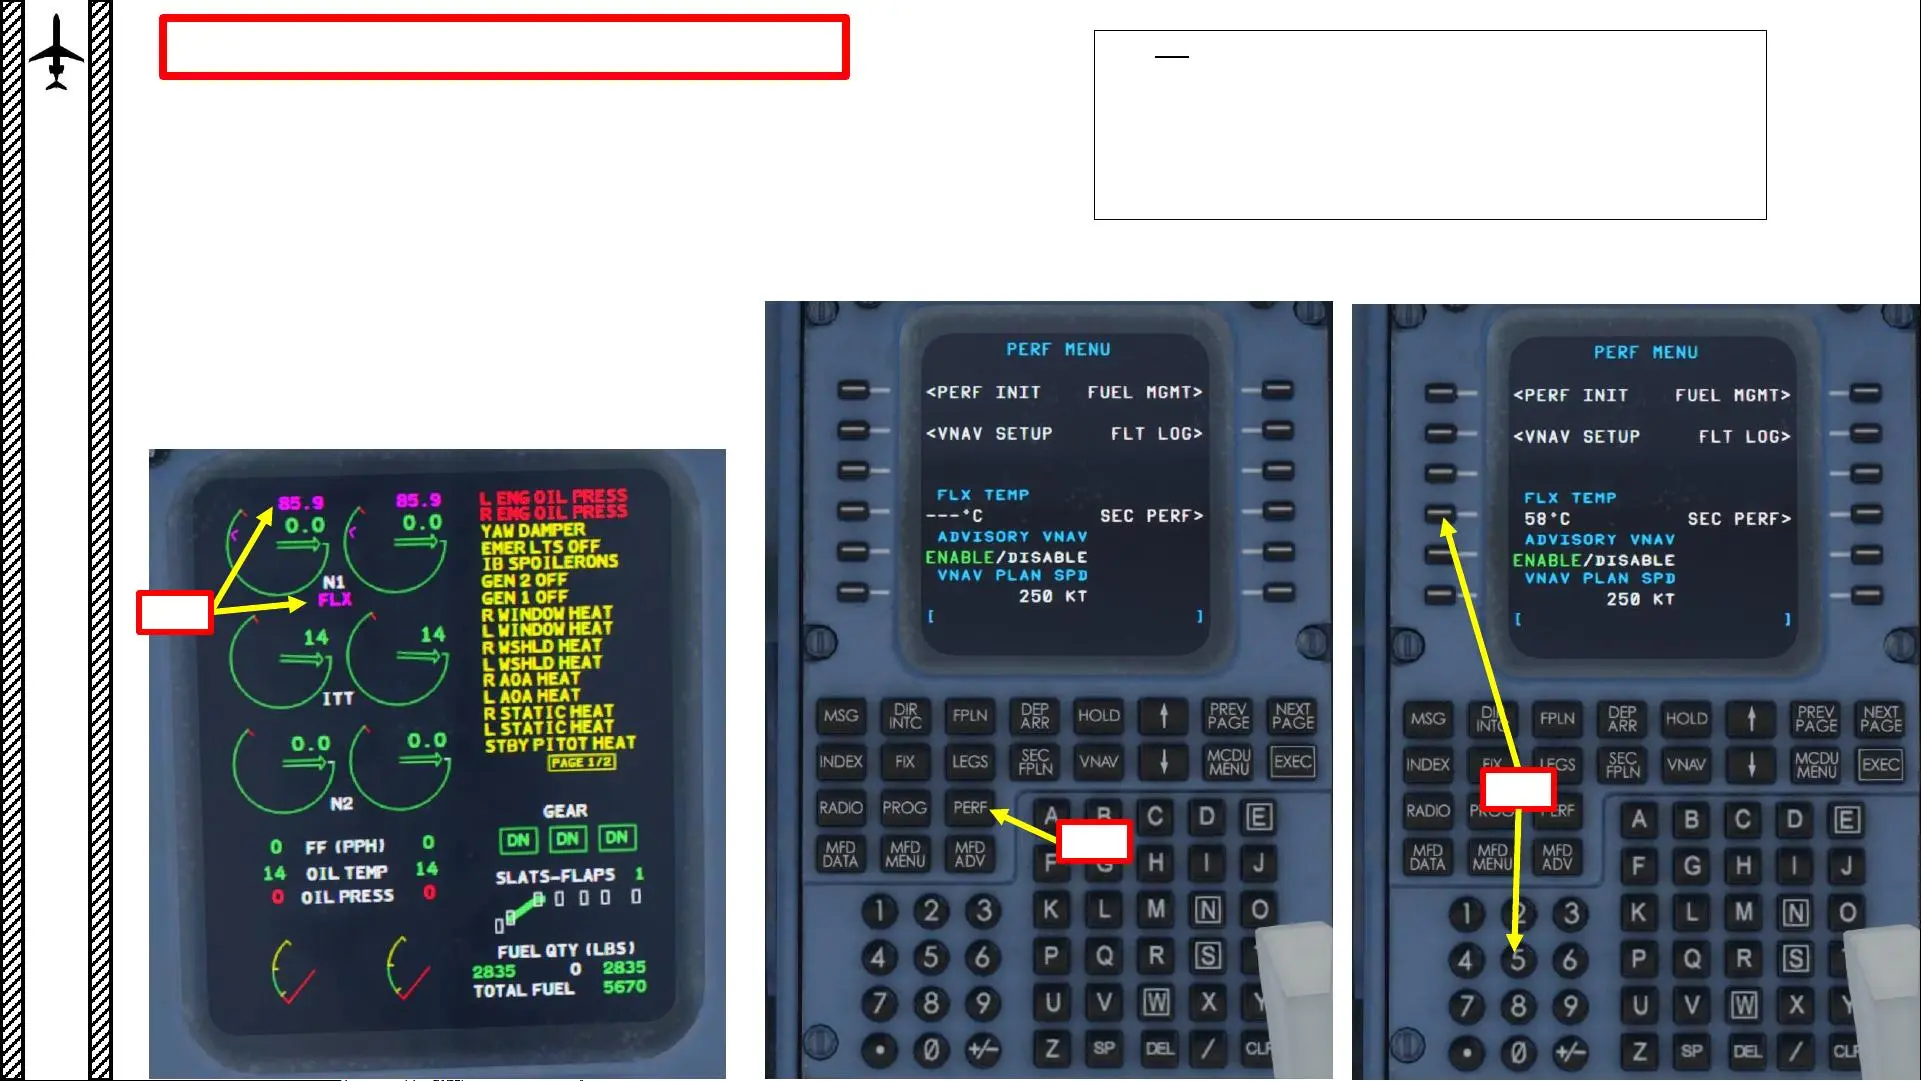 85.9 85.9
0.0 0.0
N1
FLX
14 14
ITT
0.0 0.0
N2
0 FF (PPH) 0
14 OIL TEMP 14
0 OIL PRESS 0
L ENG OIL PRESS
R ENG OIL PRESS
YAW DAMPER
EMER LTS OFF
IB SPOILERONS
GEN 2 OFF
GEN 1 OFF
R WINDOW HEAT
L WINDOW HEAT
R WSHLD HEAT
L WSHLD HEAT
R AOA HEAT
L AOA HEAT
R STATIC HEAT
L STATIC HEAT
STBY PITOT HEAT
PAGE 1/2
GEAR
DN DN DN
SLATS-FLAPS 1
FUEL QTY (LBS)
2835 0 2835
TOTAL FUEL 5670
PERF MENU
<PERF INIT FUEL MGMT>
<VNAV SETUP FLT LOG>
FLX TEMP
---°C SEC PERF>
ADVISORY VNAV
ENABLE/DISABLE
VNAV PLAN SPD
250 KT
[ ]
MSG DIR INTC FPLN DEP ARR HOLD ↑ PREV PAGE NEXT PAGE
INDEX FIX LEGS SEC FPLN VNAV ↓ MCDU MENU EXEC
RADIO PROG PERF A B C D E
MFD DATA MFD MENU MFD ADV F G H I J
1 2 3 K L M N O
4 5 6 P Q R S
7 8 9 U V W X Y
• 0 +/- Z SP DEL / CLR
PERF MENU
<PERF INIT FUEL MGMT>
<VNAV SETUP FLT LOG>
FLX TEMP
58°C SEC PERF>
ADVISORY VNAV
ENABLE/DISABLE
VNAV PLAN SPD
250 KT
[ ]
MSG DIR INTC FPLN DEP ARR HOLD ↑ PREV PAGE NEXT PAGE
INDEX FIX LEGS SEC FPLN VNAV ↓ MCDU MENU EXEC
RADIO PROG PERF A B C D E
MFD DATA MFD MENU MFD ADV F G H I J
1 2 3 K L M N O
4 5 6 P Q R S
7 8 9 U V W X Y
• 0 +/- Z SP DEL / CLR